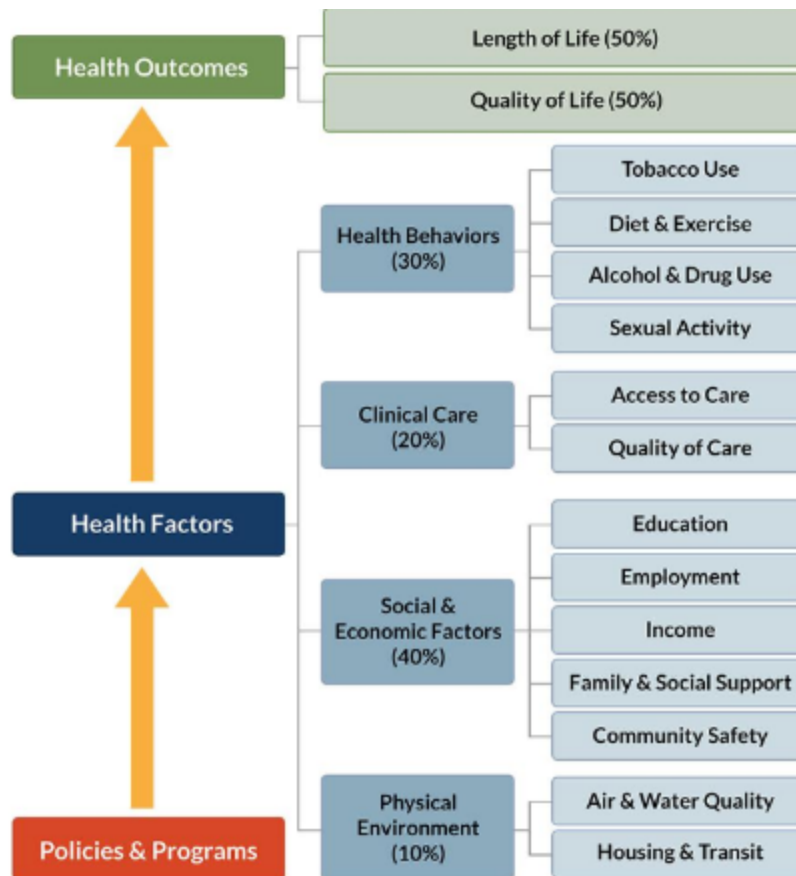 Health Outcomes
Length of Life (50%)
Quality of Life (50%)
Health Factors
Health Behaviors
(30%)
Tobacco Use
Diet & Exercise
Alcohol & Drug Use
Sexual Activity
Clinical Care
(20%)
Access to Care
Quality of Care
Social &
Economic Factors
(40%)
Education
Employment
Income
Family & Social Support
Community Safety
Physical
Environment
(10%)
Air & Water Quality
Housing & Transit
Policies & Programs